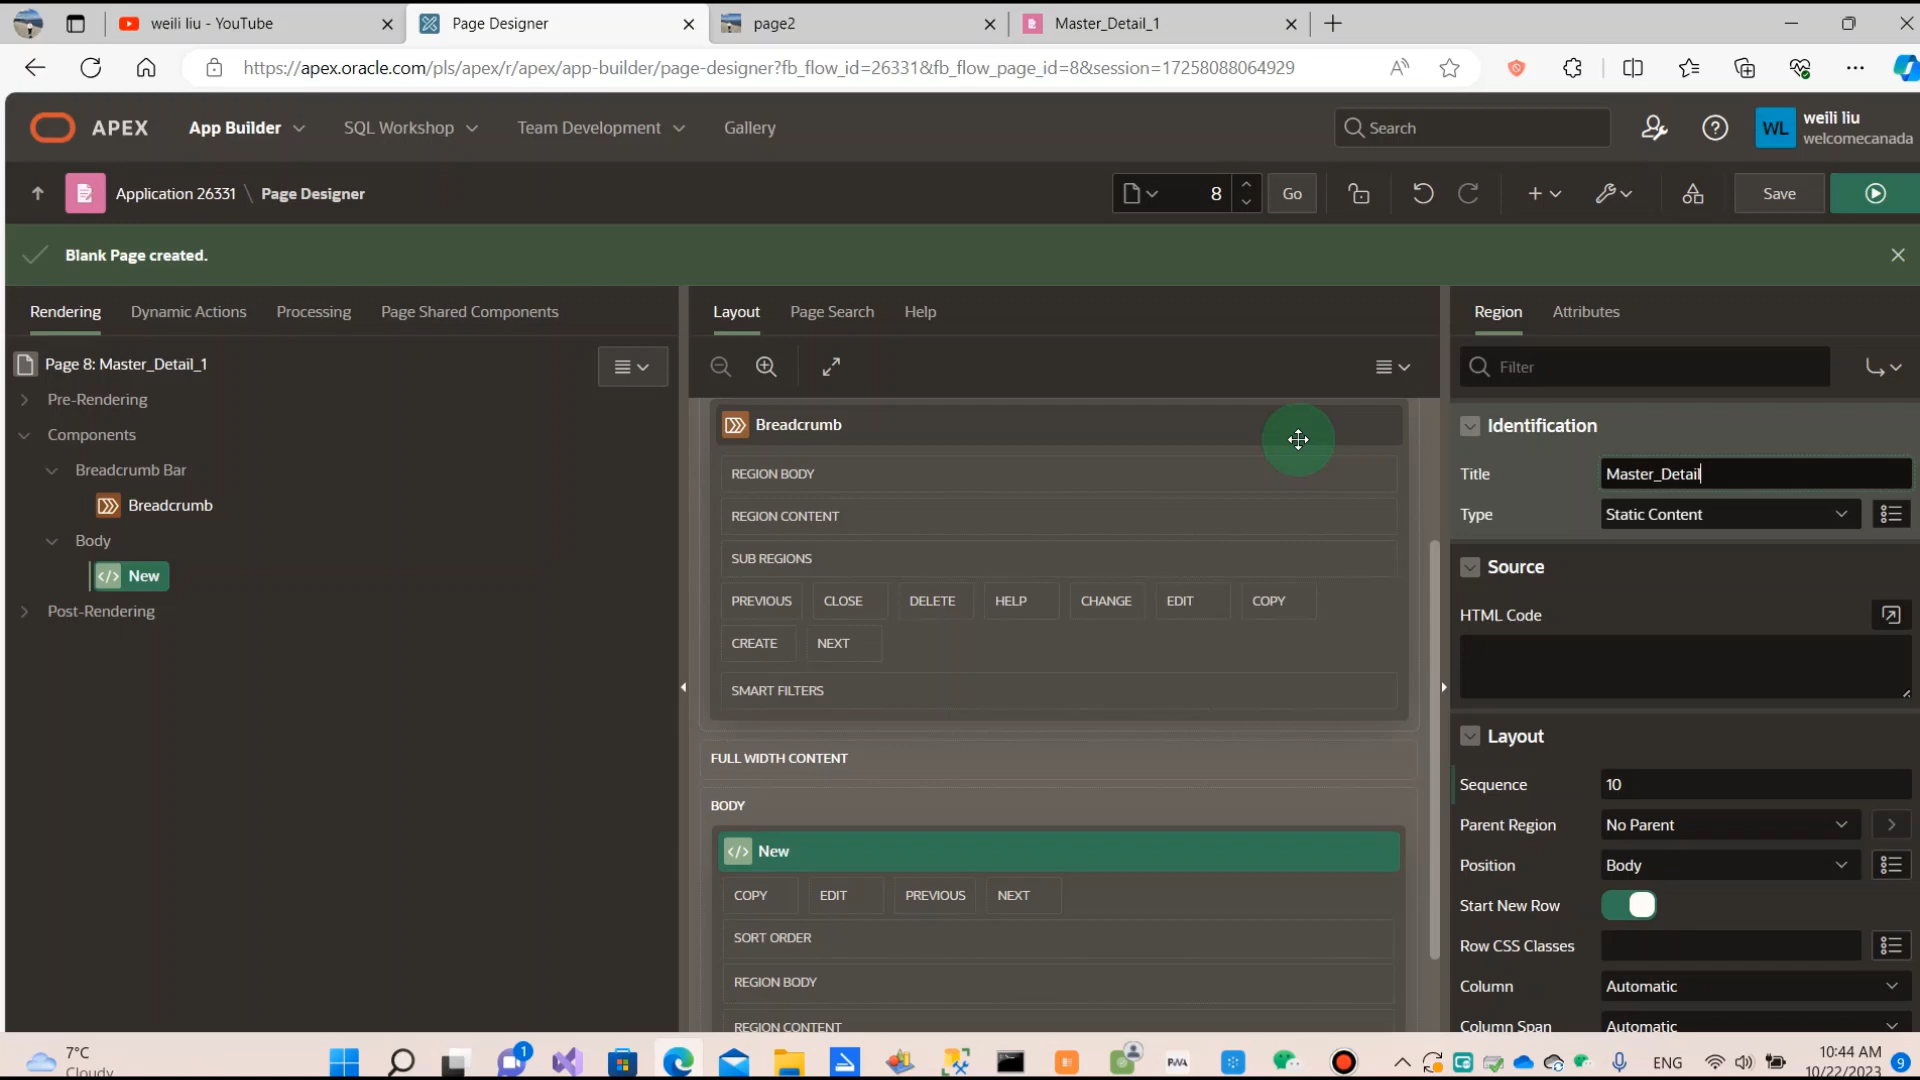 weili liu - YouTube
Page Designer
page2
Master_Detail_1
https://apex.oracle.com/pls/apex/r/apex/app-builder/page-designer?fb_flow_id=26331&fb_flow_page_id=8&session=17258088064929
APEX App Builder SQL Workshop Team Development Gallery
Search
WL
weili liu
welcomecanada
Application 26331 \ Page Designer
8
Go
Save
Blank Page created.
Rendering Dynamic Actions Processing Page Shared Components
Page 8: Master_Detail_1
Pre-Rendering
Components
Breadcrumb Bar
Breadcrumb
Body
New
Post-Rendering
Layout Page Search Help
Breadcrumb
REGION BODY
REGION CONTENT
SUB REGIONS
PREVIOUS CLOSE DELETE HELP CHANGE EDIT COPY
CREATE NEXT
SMART FILTERS
FULL WIDTH CONTENT
BODY
New
COPY EDIT PREVIOUS NEXT
SORT ORDER
REGION BODY
REGION CONTENT
Region Attributes
Filter
Identification
Title Master_Detail
Type Static Content
Source
HTML Code
Layout
Sequence 10
Parent Region No Parent
Position Body
Start New Row
Row CSS Classes
Column Automatic
Column Span Automatic
7°C
Cloudy
1
PWA
ENG
10:44 AM
10/22/2023
9